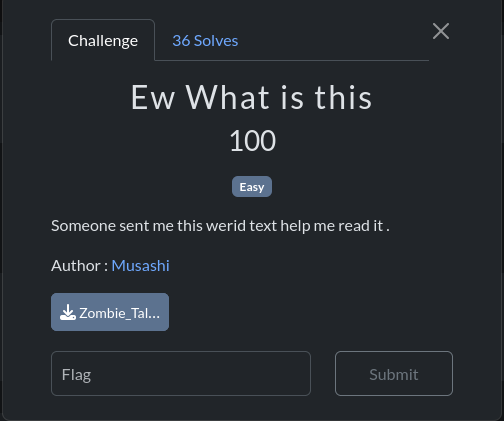 Challenge
36 Solves
Ew What is this
100
Easy
Someone sent me this werid text help me read it .
Author : Musashi
Zombie_Tal...
Flag
Submit